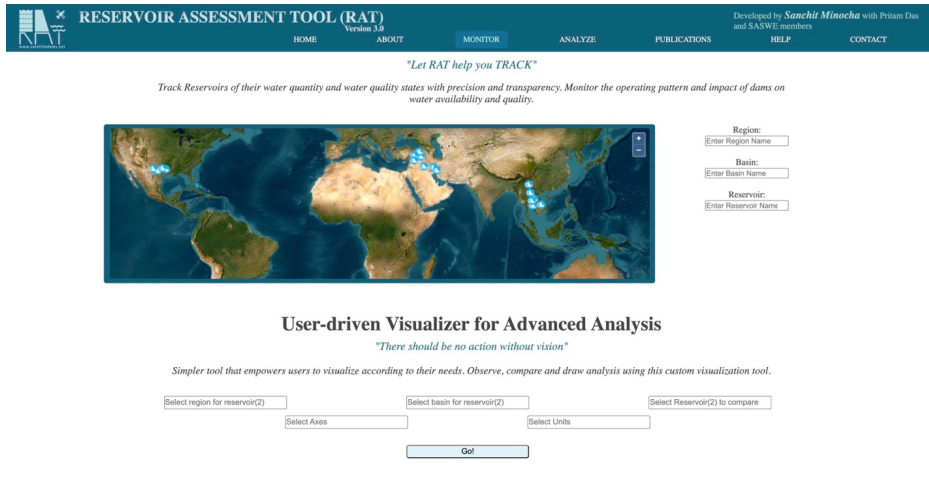 RAT
www.satellitedams.net
RESERVOIR ASSESSMENT TOOL (RAT)
Version 3.0
Developed by Sanchit Minocha with Pritam Das
and SASWE members
HOME ABOUT MONITOR ANALYZE PUBLICATIONS HELP CONTACT
"Let RAT help you TRACK"
Track Reservoirs of their water quantity and water quality states with precision and transparency. Monitor the operating pattern and impact of dams on
water availability and quality.
+
−
Region:
Enter Region Name
Basin:
Enter Basin Name
Reservoir:
Enter Reservoir Name
User-driven Visualizer for Advanced Analysis
"There should be no action without vision"
Simpler tool that empowers users to visualize according to their needs. Observe, compare and draw analysis using this custom visualization tool.
Select region for reservoir(2) Select basin for reservoir(2) Select Reservoir(2) to compare
Select Axes Select Units
Go!